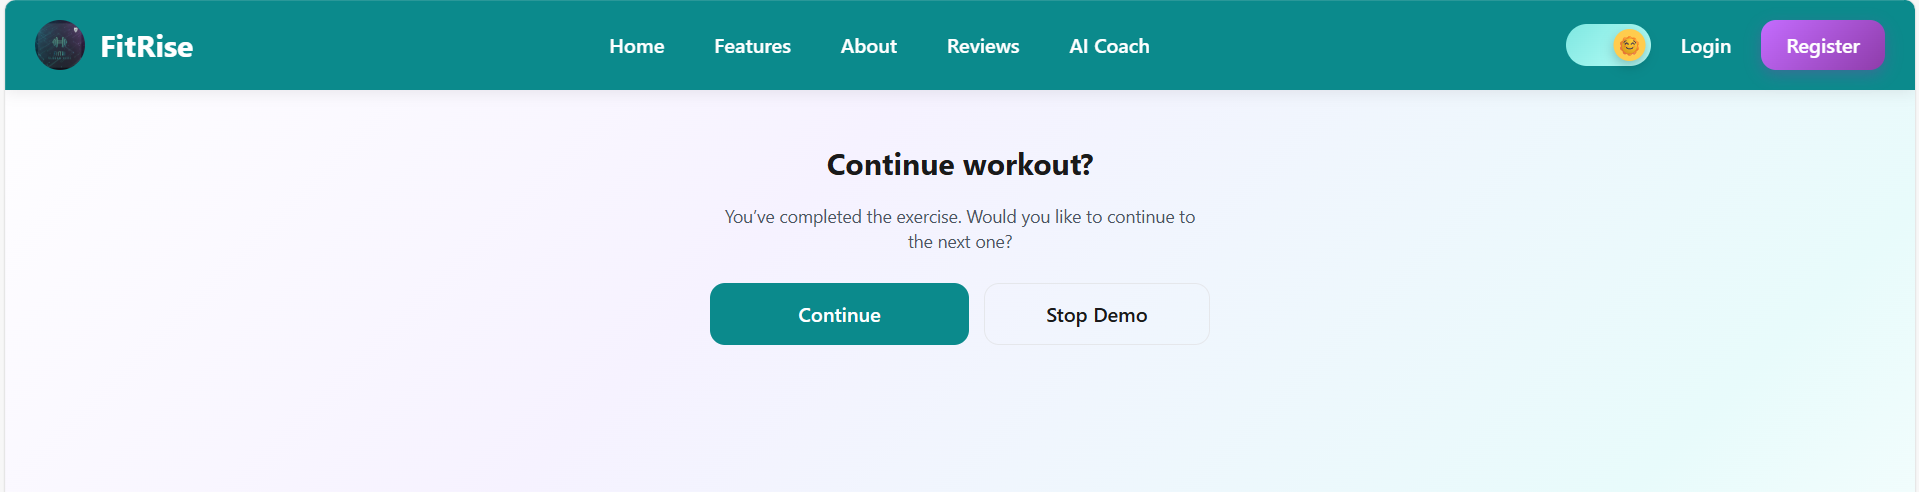 FitRise
Home
Features
About
Reviews
AI Coach
Login
Register
Continue workout?
You’ve completed the exercise. Would you like to continue to
the next one?
Continue
Stop Demo